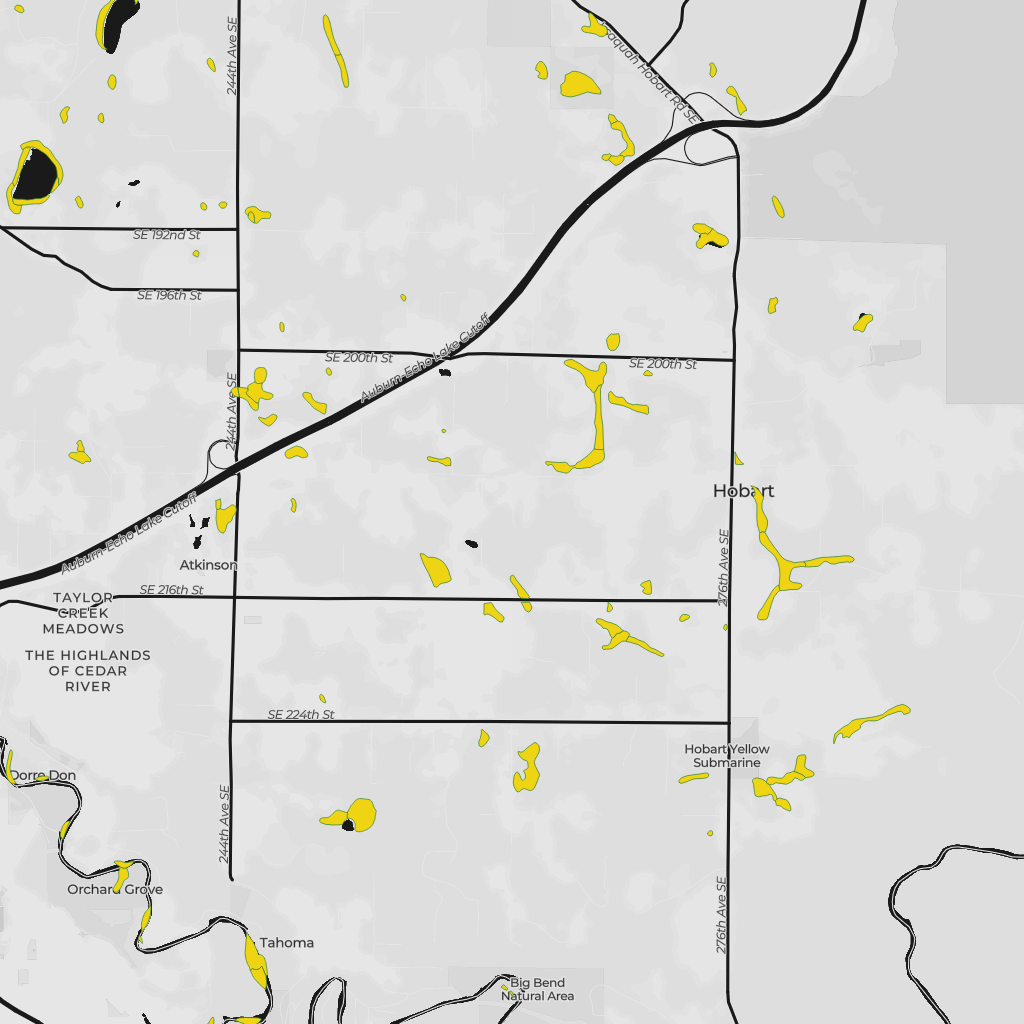 244th Ave SE
Issaquah Hobart Rd SE
SE 192nd St
SE 196th St
SE 200th St
Auburn-Echo Lake Cutoff
SE 200th St
244th Ave SE
Hobart
Auburn-Echo Lake Cutoff
276th Ave SE
Atkinson
SE 216th St
TAYLOR
CREEK
MEADOWS
THE HIGHLANDS
OF CEDAR
RIVER
SE 224th St
Hobart Yellow
Submarine
Dorre Don
244th Ave SE
Orchard Grove
276th Ave SE
Tahoma
Big Bend
Natural Area